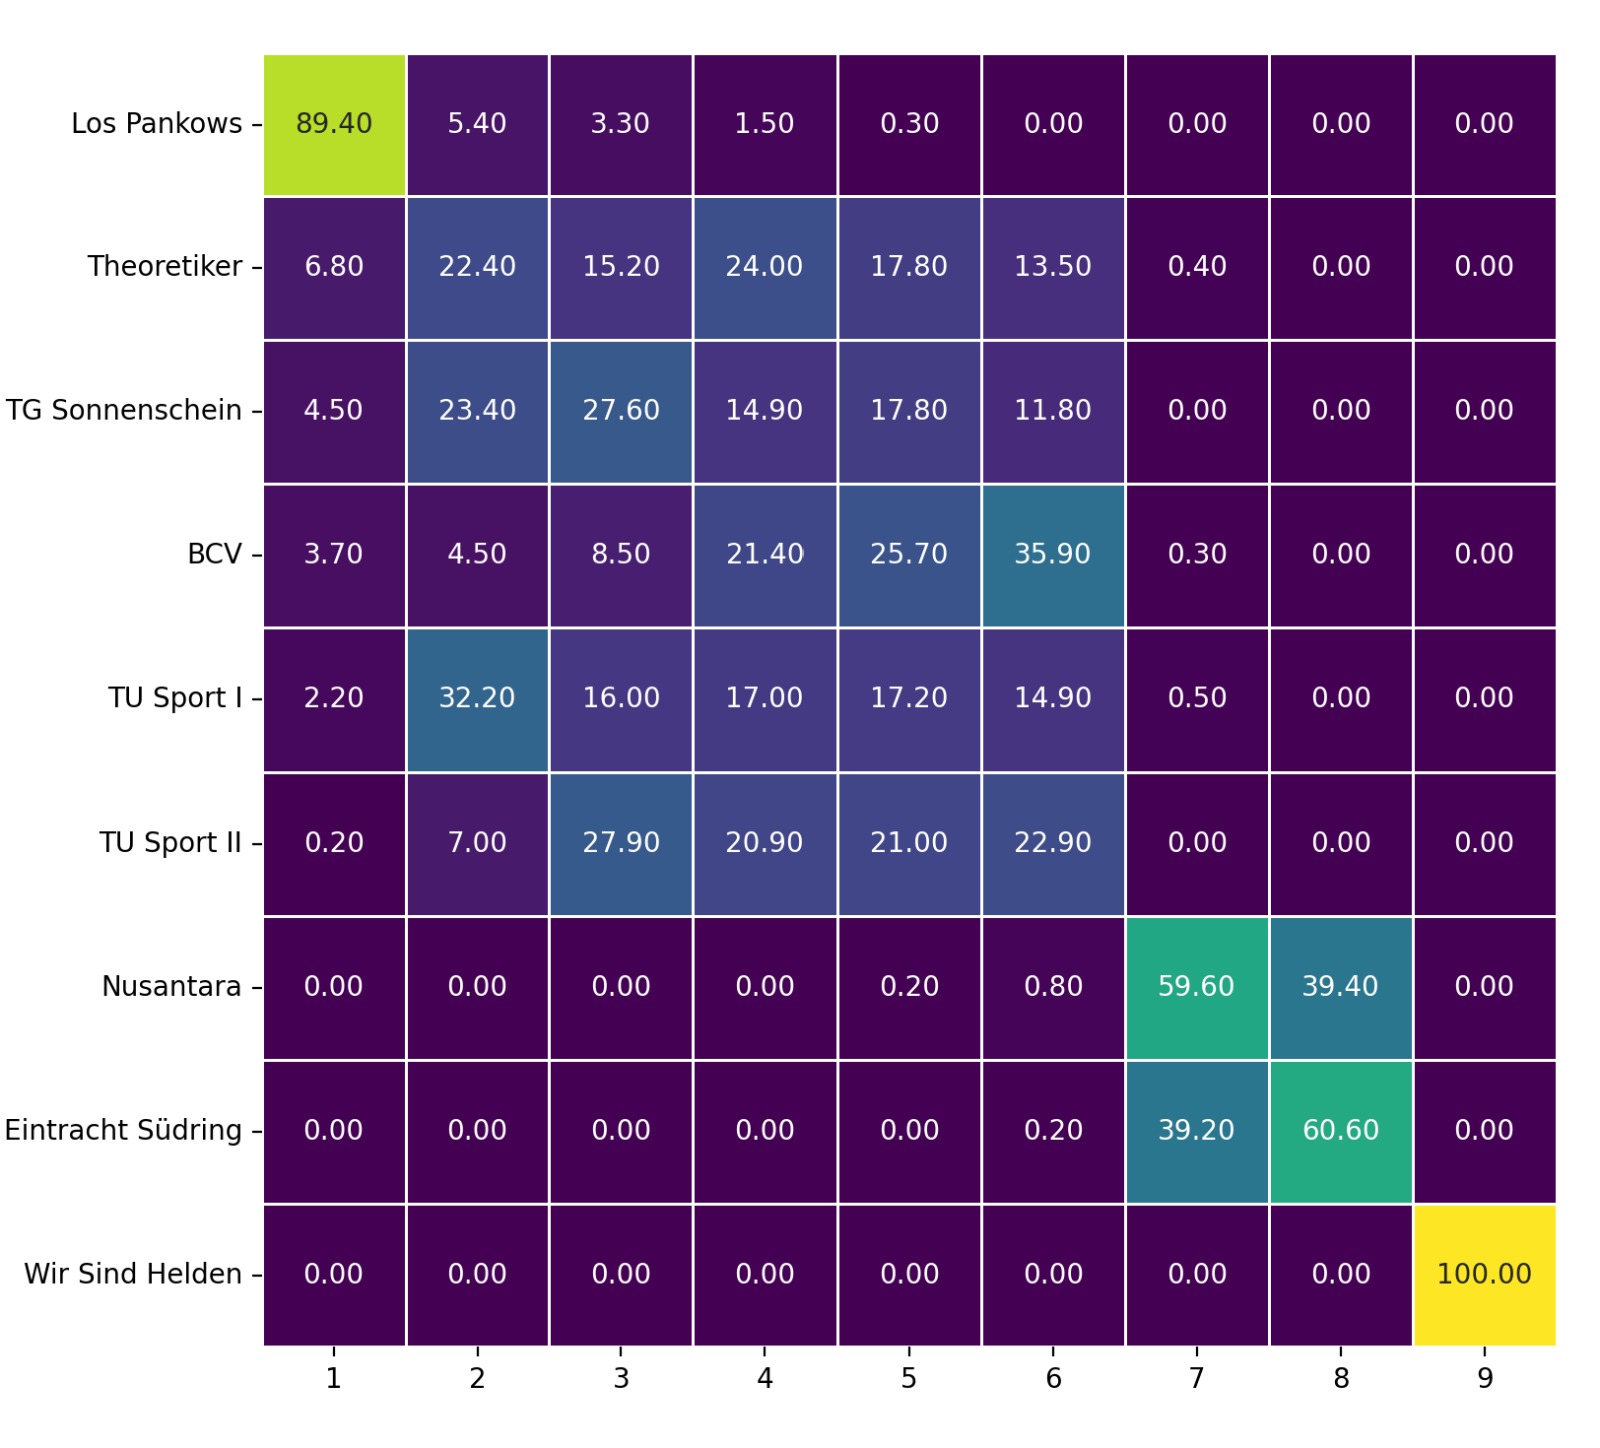 Los Pankows 89.40 5.40 3.30 1.50 0.30 0.00 0.00 0.00 0.00
Theoretiker 6.80 22.40 15.20 24.00 17.80 13.50 0.40 0.00 0.00
TG Sonnenschein 4.50 23.40 27.60 14.90 17.80 11.80 0.00 0.00 0.00
BCV 3.70 4.50 8.50 21.40 25.70 35.90 0.30 0.00 0.00
TU Sport I 2.20 32.20 16.00 17.00 17.20 14.90 0.50 0.00 0.00
TU Sport II 0.20 7.00 27.90 20.90 21.00 22.90 0.00 0.00 0.00
Nusantara 0.00 0.00 0.00 0.00 0.20 0.80 59.60 39.40 0.00
Eintracht Südring 0.00 0.00 0.00 0.00 0.00 0.20 39.20 60.60 0.00
Wir Sind Helden 0.00 0.00 0.00 0.00 0.00 0.00 0.00 0.00 100.00
1 2 3 4 5 6 7 8 9